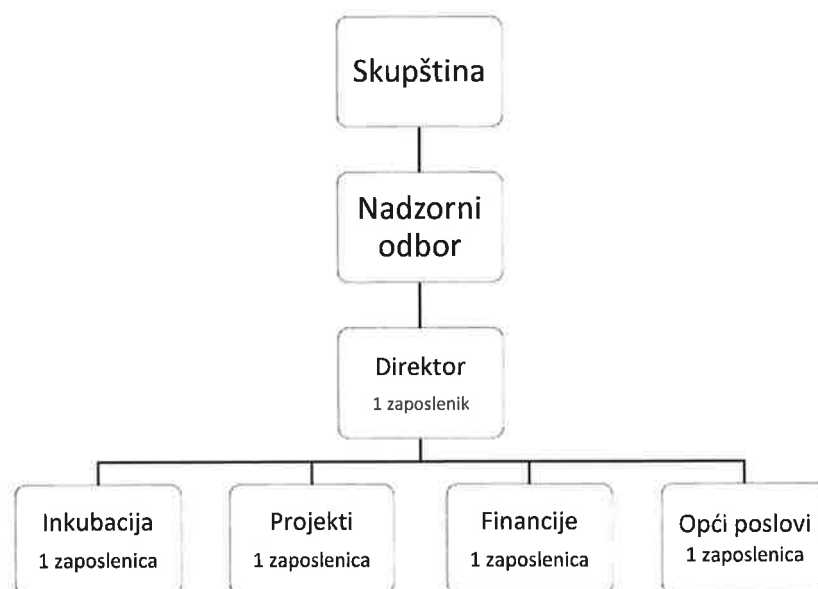 Skupština
Nadzorni
odbor
Direktor
1 zaposlenik
Inkubacija
1 zaposlenica
Projekti
1 zaposlenica
Financije
1 zaposlenica
Opći poslovi
1 zaposlenica